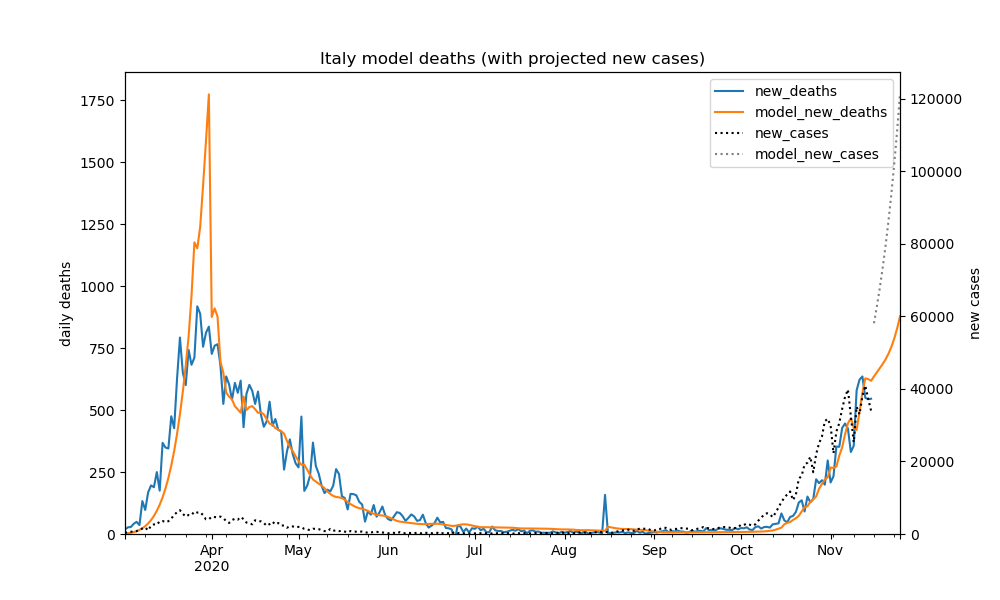 Italy model deaths (with projected new cases)
new_deaths
model_new_deaths
new_cases
model_new_cases
daily deaths
1750
1500
1250
1000
750
500
250
0
new cases
120000
100000
80000
60000
40000
20000
0
Apr
2020
May
Jun
Jul
Aug
Sep
Oct
Nov